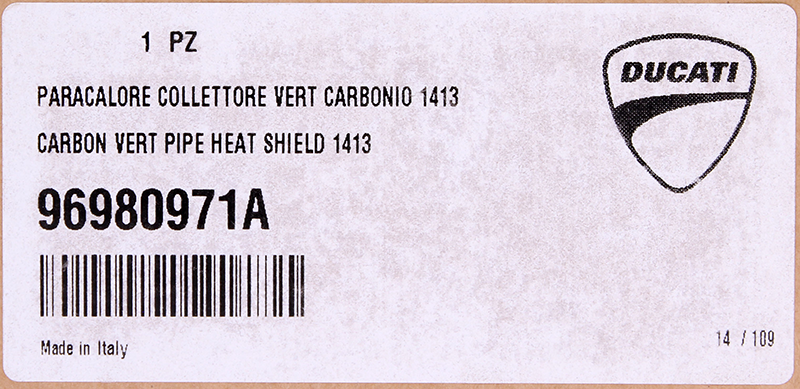 1 PZ
DUCATI
PARACALORE COLLETTORE VERT CARBONIO 1413
CARBON VERT PIPE HEAT SHIELD 1413
96980971A
Made in Italy
14 / 109